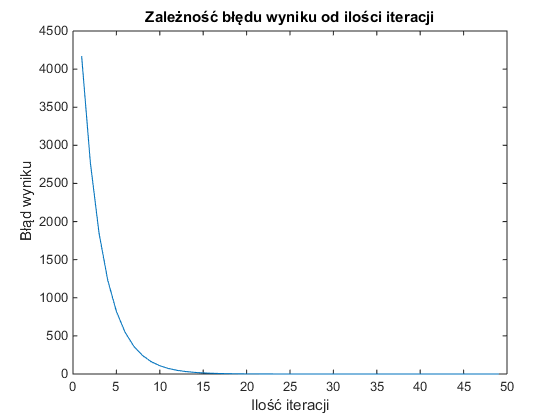 Zależność błędu wyniku od ilości iteracji
4500
4000
3500
3000
2500
2000
1500
1000
500
0
Błąd wyniku
0 5 10 15 20 25 30 35 40 45 50
Ilość iteracji